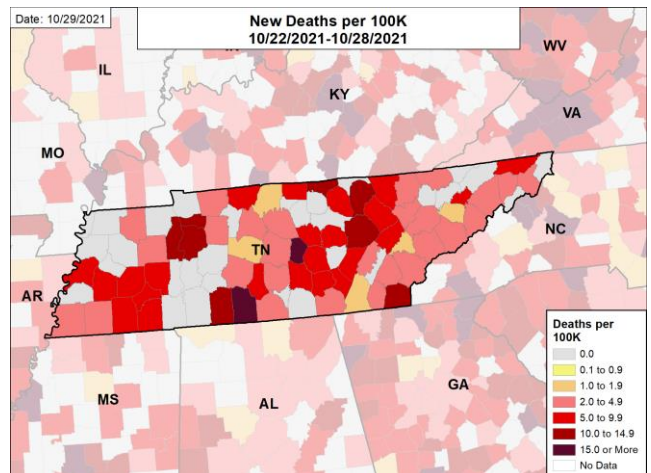 Date: 10/29/2021
New Deaths per 100K
10/22/2021-10/28/2021
IL
WV
KY
VA
MO
TN
NC
AR
MS
AL
GA
Deaths per
100K
0.0
0.1 to 0.9
1.0 to 1.9
2.0 to 4.9
5.0 to 9.9
10.0 to 14.9
15.0 or More
No Data